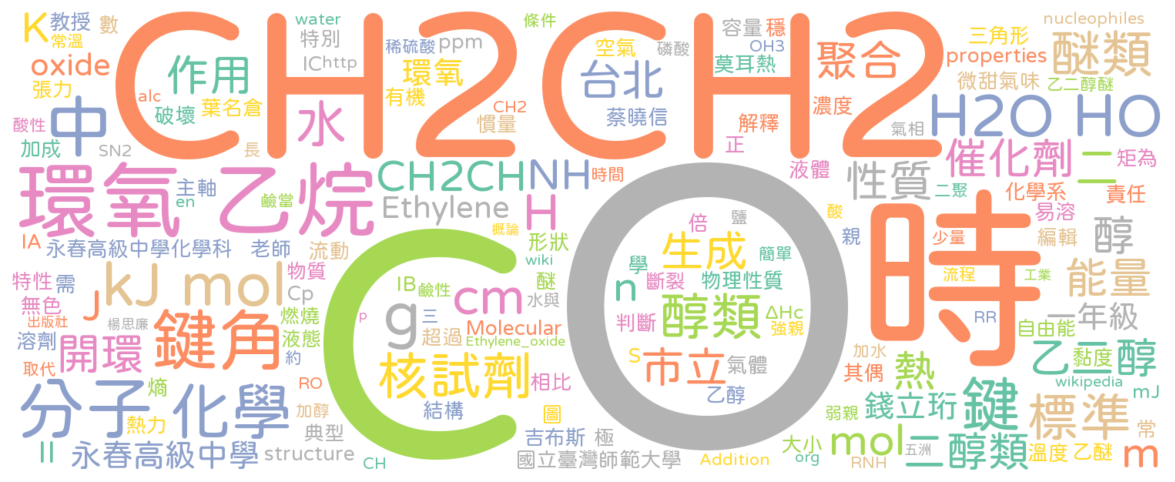 K 教授 數
常溫
CH2CH2
water
特別
IC http
稀硫酸 ppm
環氧
有機
條件
空氣 磷酸
台北
蔡曉信
容量 穩
OH3
莫耳熱
聚合
濃度
解釋
正
nucleophiles
三角形
properties
醚類
微甜氣味 乙二醇醚
H2O HO
氣相
oxide
張力
alc
破壞
作用
葉名倉
水
CH2
慣量
酸性
中
加成
SN2
長
環氧乙烷
主軸
en
鹼當
CH2CH NH
時間
Ethylene
H
概論
液體
性質
催化劑
二
二聚
矩為
化學系
責任
易溶
編輯
醇
IA
永春高級中學化學科
老師 流動
CO
形狀
wiki
倍 鹽
酸
親
生成
簡單
學
n
斷裂 物理性質
時
少量
流程
工業
能量
特性 需
無色
J
kJ mol
物質
Cp
燃燒
p
IB 鹼性
醚
g
三
cm
水與
出版社
楊思廉
溶劑
開環
鍵角
液態
超過
Molecular
Ethylene_oxide
判斷
醇類
ΔHc
強親
RR
一年級
自由能
乙二醇
取代
約
核試劑
相比
S
市立
氣體
乙醇
加水
其偶
熱
黏度
wikipedia
mJ
分子 化學
熵
熱力
RO
加醇
典型
結構
圖
吉布斯 極
弱親
錢立珩
鍵
標準
常
II
永春高級中學
structure
CH
國立臺灣師範大學
Addition
大小
org
mol
RNH
五洲
二醇類
溫度
乙醚
m